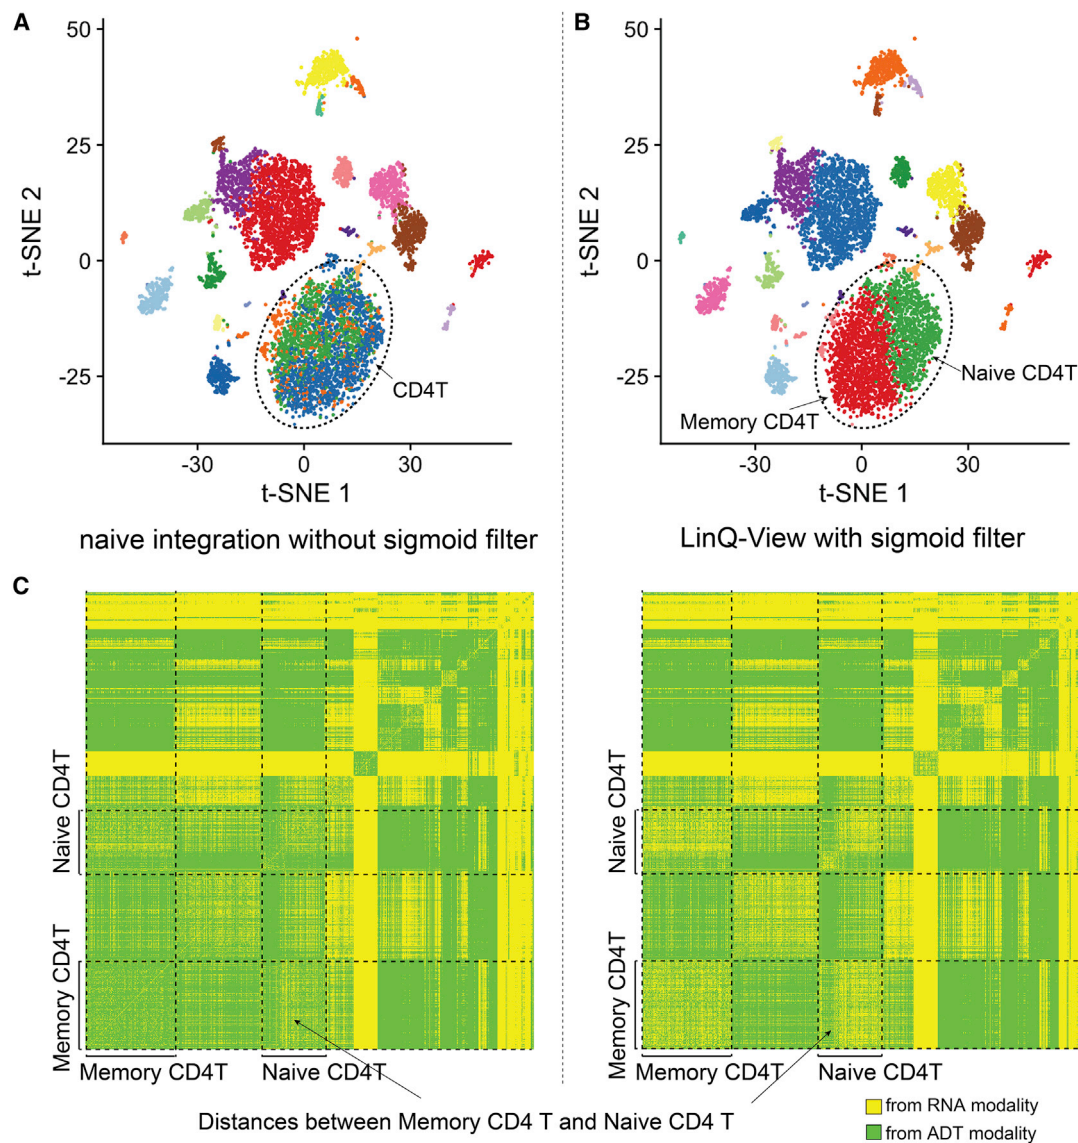 A
B
50
25
0
-25
t-SNE 2
-30
0
30
t-SNE 1
CD4T
50
25
0
-25
t-SNE 2
-30
0
30
t-SNE 1
Naive CD4T
Memory CD4T
naive integration without sigmoid filter
LinQ-View with sigmoid filter
C
Naive CD4T
Memory CD4T
Memory CD4T
Naive CD4T
Naive CD4T
Memory CD4T
Memory CD4T
Naive CD4T
Distances between Memory CD4 T and Naive CD4 T
from RNA modality
from ADT modality